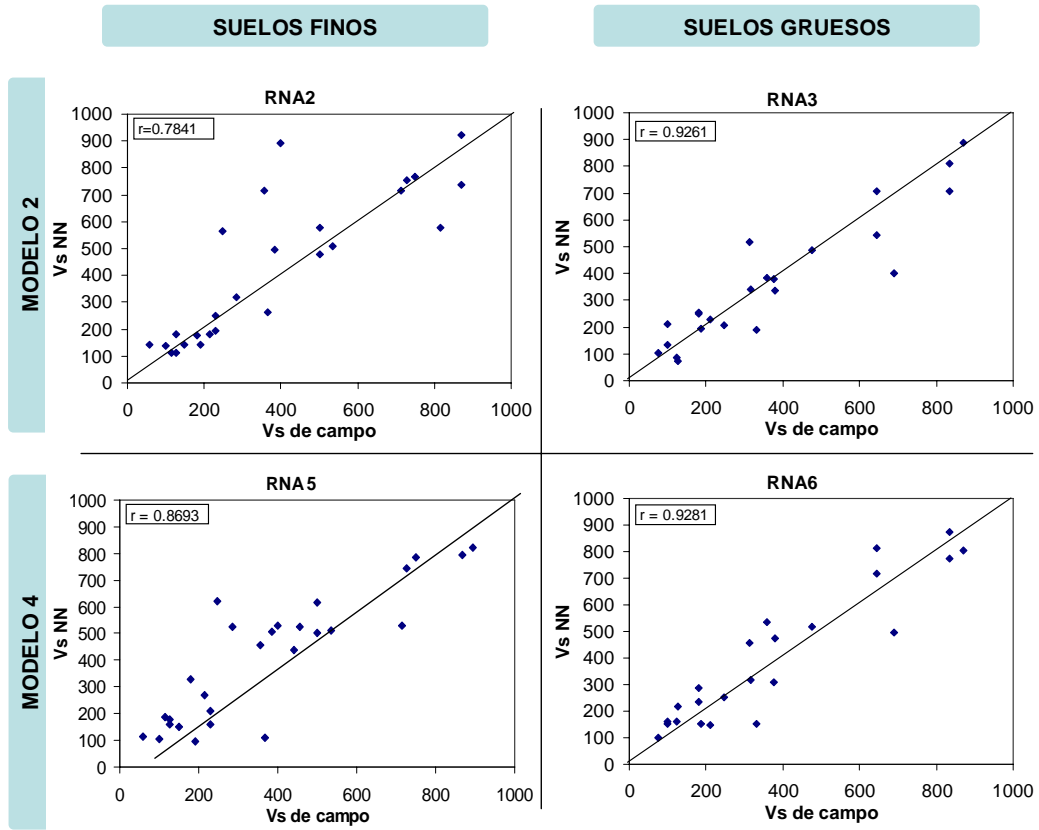 SUELOS FINOS
SUELOS GRUESOS
MODELO 2
RNA2
r=0.7841
Vs NN
1000
900
800
700
600
500
400
300
200
100
0
0 200 400 600 800 1000
Vs de campo
RNA3
r = 0.9261
Vs NN
1000
900
800
700
600
500
400
300
200
100
0
0 200 400 600 800 1000
Vs de campo
MODELO 4
RNA5
r = 0.8693
Vs NN
1000
900
800
700
600
500
400
300
200
100
0
0 200 400 600 800 1000
Vs de campo
RNA6
r = 0.9281
Vs NN
1000
900
800
700
600
500
400
300
200
100
0
0 200 400 600 800 1000
Vs de campo